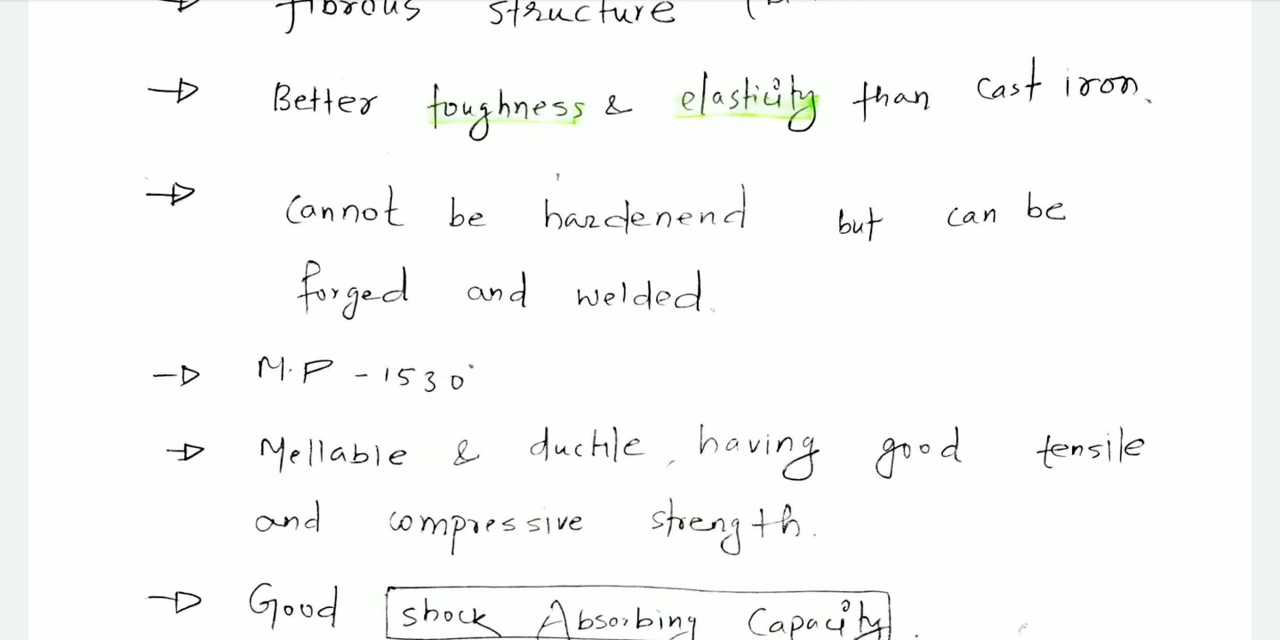 fibrous structure (
→ Better toughness & elasticity than cast iron.
→ Cannot be hardenend but can be
forged and welded.
→ M.P - 1530°
→ Mellable & ductile, having good tensile
and compressive strength.
→ Good Shock Absorbing Capacity.